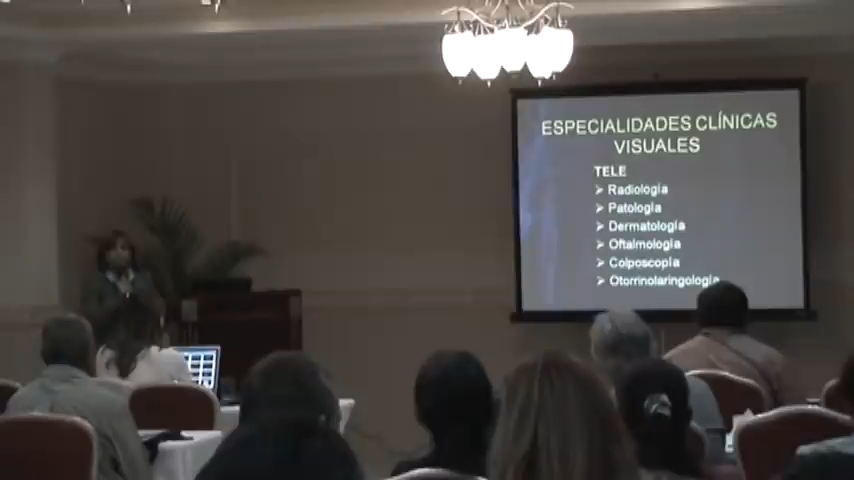 ESPECIALIDADES CLÍNICAS
VISUALES
TELE
➢ Radiología
➢ Patología
➢ Dermatología
➢ Oftalmología
➢ Colposcopía
➢ Otorrinolaringología